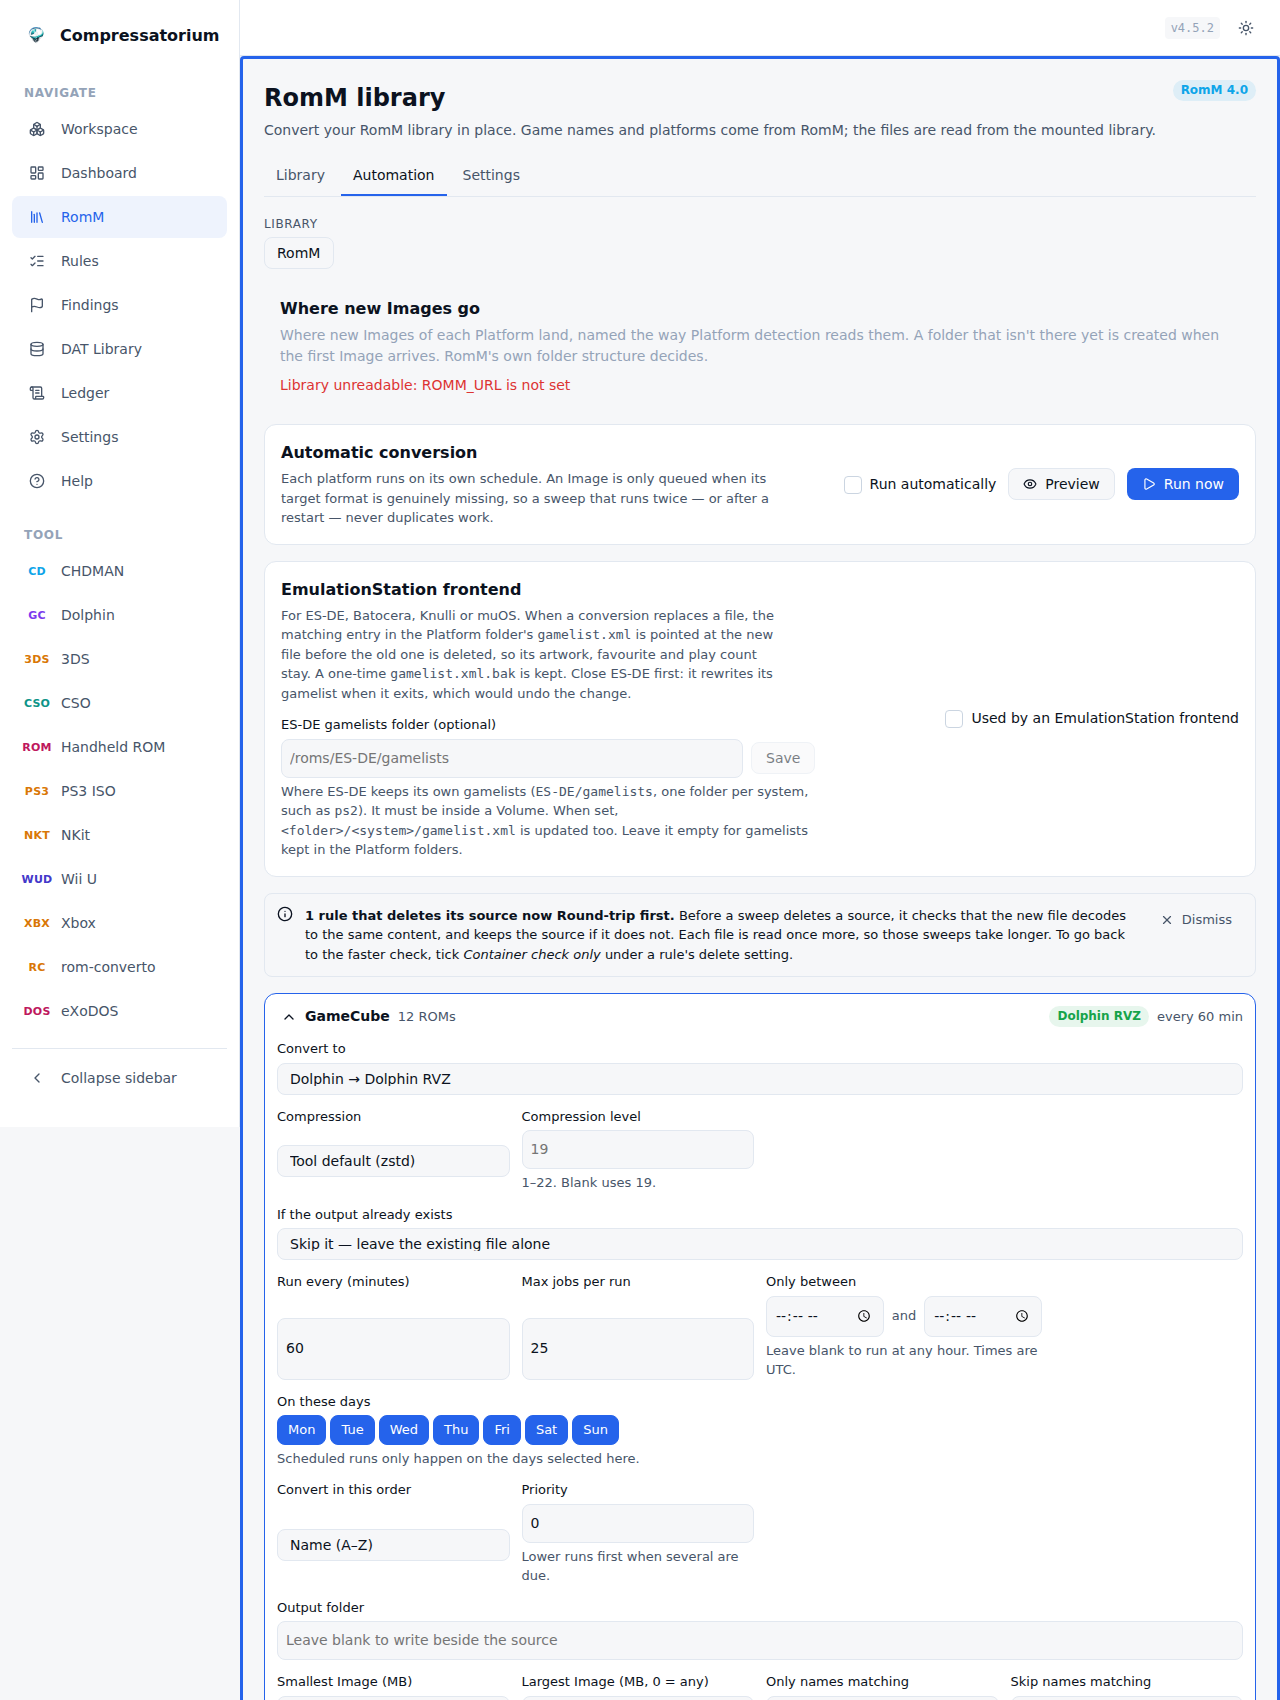 Compressatorium
v4.5.2
NAVIGATE
Workspace
Dashboard
RomM
Rules
Findings
DAT Library
Ledger
Settings
Help
TOOL
CD CHDMAN
GC Dolphin
3DS 3DS
CSO CSO
ROM Handheld ROM
PS3 PS3 ISO
NKT NKit
WUD Wii U
XBX Xbox
RC rom-converto
DOS eXoDOS
Collapse sidebar
RomM library
RomM 4.0
Convert your RomM library in place. Game names and platforms come from RomM; the files are read from the mounted library.
Library Automation Settings
LIBRARY
RomM
Where new Images go
Where new Images of each Platform land, named the way Platform detection reads them. A folder that isn't there yet is created when
the first Image arrives. RomM's own folder structure decides.
Library unreadable: ROMM_URL is not set
Automatic conversion
Each platform runs on its own schedule. An Image is only queued when its
target format is genuinely missing, so a sweep that runs twice — or after a
restart — never duplicates work.
Run automatically Preview Run now
EmulationStation frontend
For ES-DE, Batocera, Knulli or muOS. When a conversion replaces a file, the
matching entry in the Platform folder's gamelist.xml is pointed at the new
file before the old one is deleted, so its artwork, favourite and play count
stay. A one-time gamelist.xml.bak is kept. Close ES-DE first: it rewrites its
gamelist when it exits, which would undo the change.
ES-DE gamelists folder (optional)
/roms/ES-DE/gamelists Save
Where ES-DE keeps its own gamelists (ES-DE/gamelists, one folder per system,
such as ps2). It must be inside a Volume. When set,
<folder>/<system>/gamelist.xml is updated too. Leave it empty for gamelists
kept in the Platform folders.
Used by an EmulationStation frontend
1 rule that deletes its source now Round-trip first. Before a sweep deletes a source, it checks that the new file decodes
to the same content, and keeps the source if it does not. Each file is read once more, so those sweeps take longer. To go back
to the faster check, tick Container check only under a rule's delete setting.
Dismiss
GameCube 12 ROMs Dolphin RVZ every 60 min
Convert to
Dolphin → Dolphin RVZ
Compression Compression level
Tool default (zstd) 19
1–22. Blank uses 19.
If the output already exists
Skip it — leave the existing file alone
Run every (minutes) Max jobs per run Only between
60 25 --:-- -- and --:-- --
Leave blank to run at any hour. Times are
UTC.
On these days
Mon Tue Wed Thu Fri Sat Sun
Scheduled runs only happen on the days selected here.
Convert in this order Priority
Name (A–Z) 0
Lower runs first when several are
due.
Output folder
Leave blank to write beside the source
Smallest Image (MB) Largest Image (MB, 0 = any) Only names matching Skip names matching